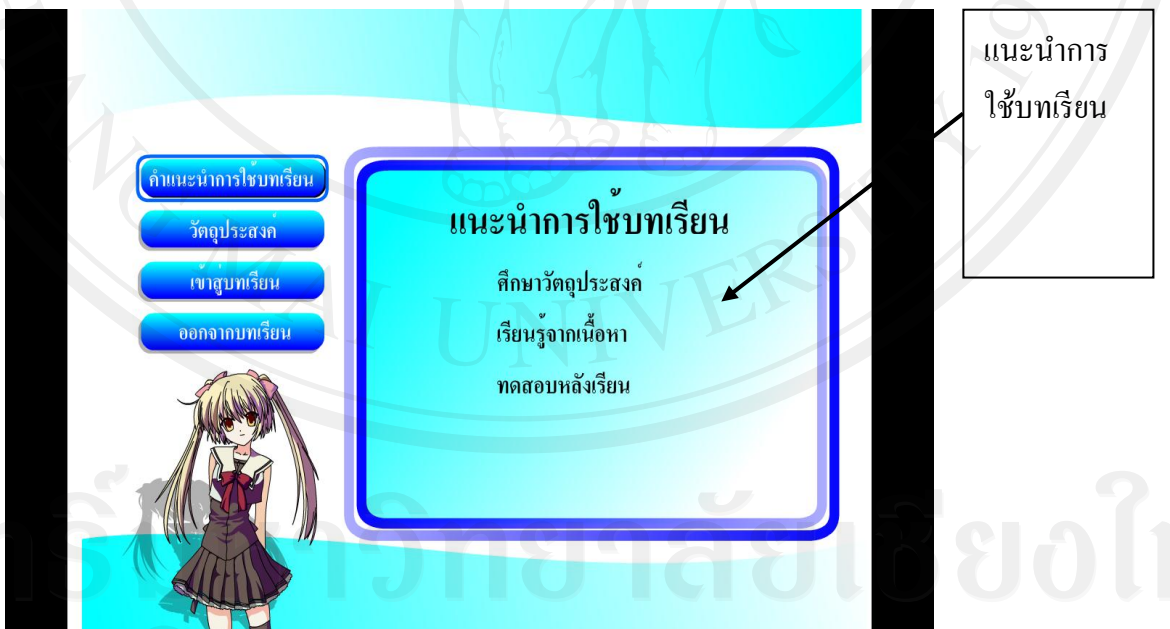 แนะนำการ
ใช้บทเรียน
คำแนะนำการใช้บทเรียน
วัตถุประสงค์
เข้าสู่บทเรียน
ออกจากบทเรียน
แนะนำการใช้บทเรียน
ศึกษาวัตถุประสงค์
เรียนรู้จากเนื้อหา
ทดสอบหลังเรียน
MAI UNIVERSITY